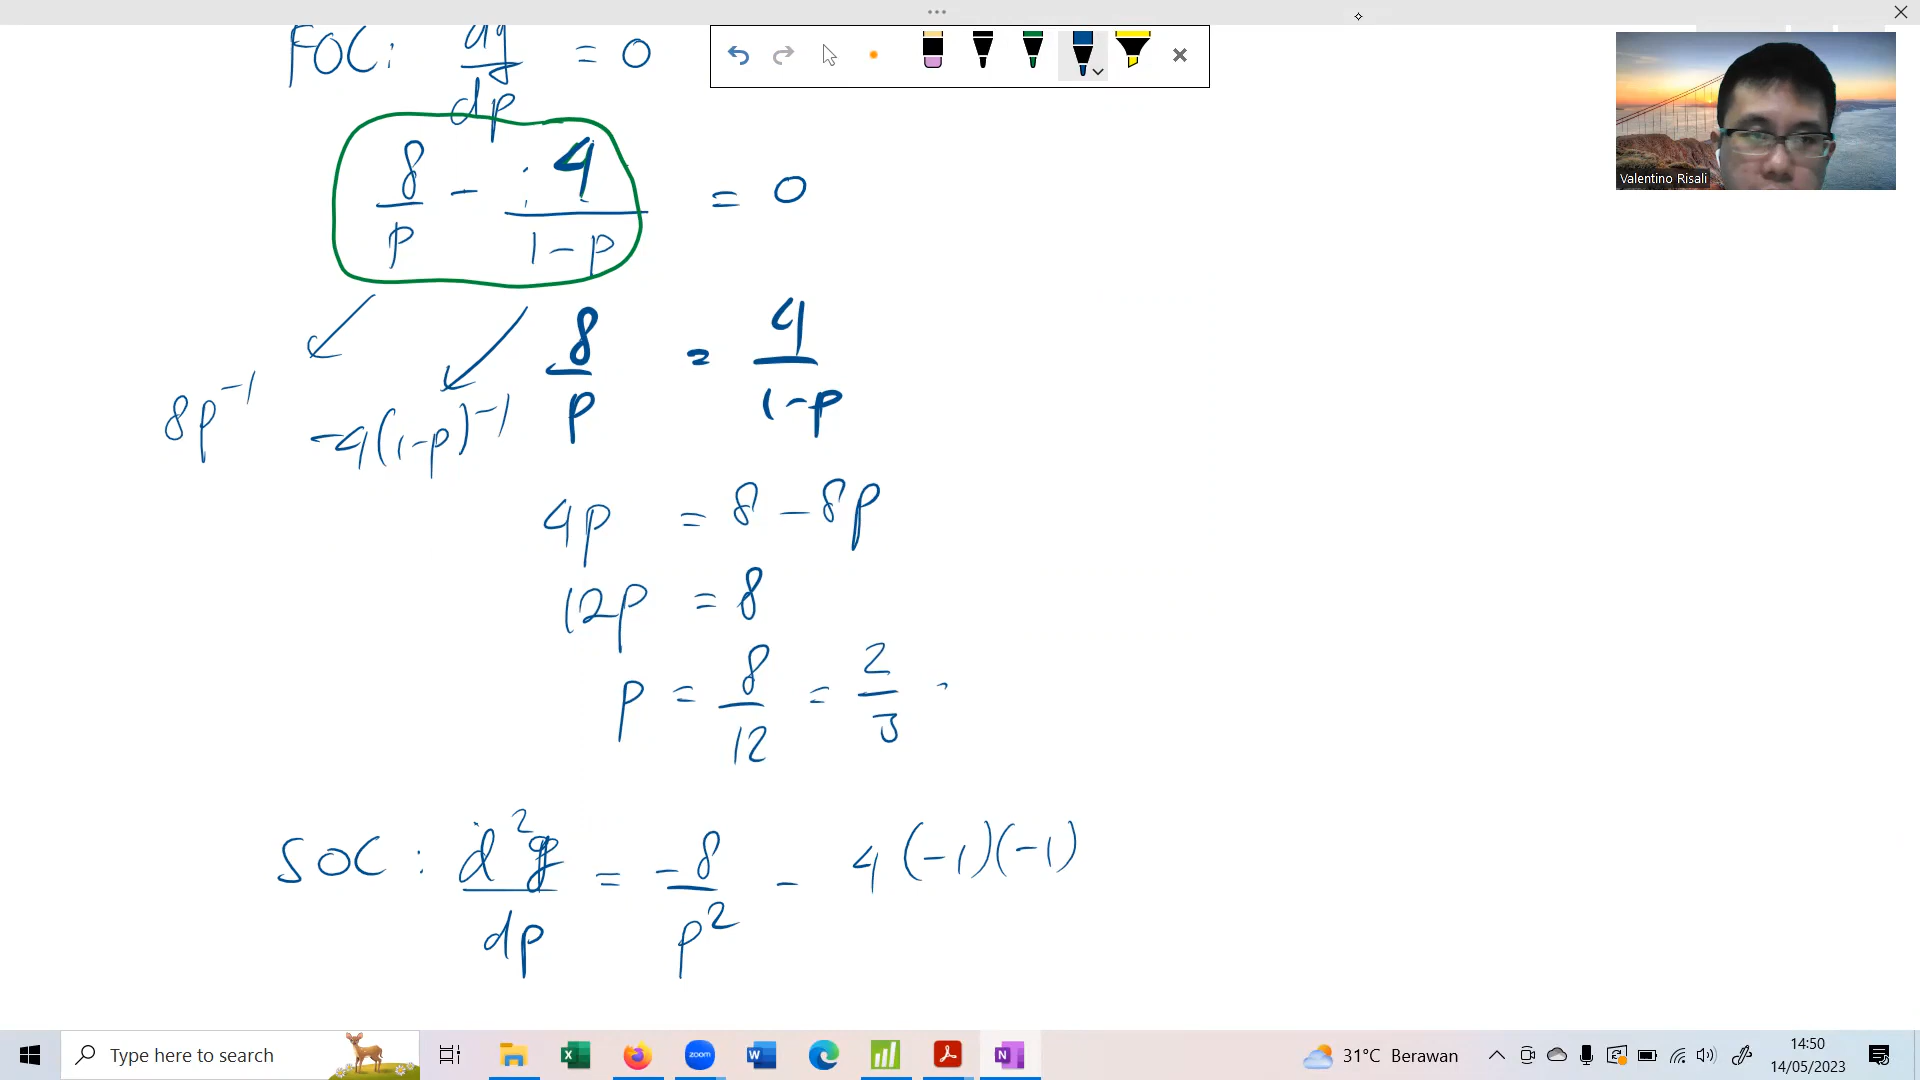 FOC: dg/dp = 0
8/p - 4/1-p = 0
8/p = 4/1-p
8p^-1 -4(1-p)^-1
4p = 8 - 8p
12p = 8
p = 8/12 = 2/3
SOC: d²g/dp = -8/p² - 4(-1)(-1)
Valentino Risali
Type here to search
zoom
31°C Berawan
14:50
14/05/2023